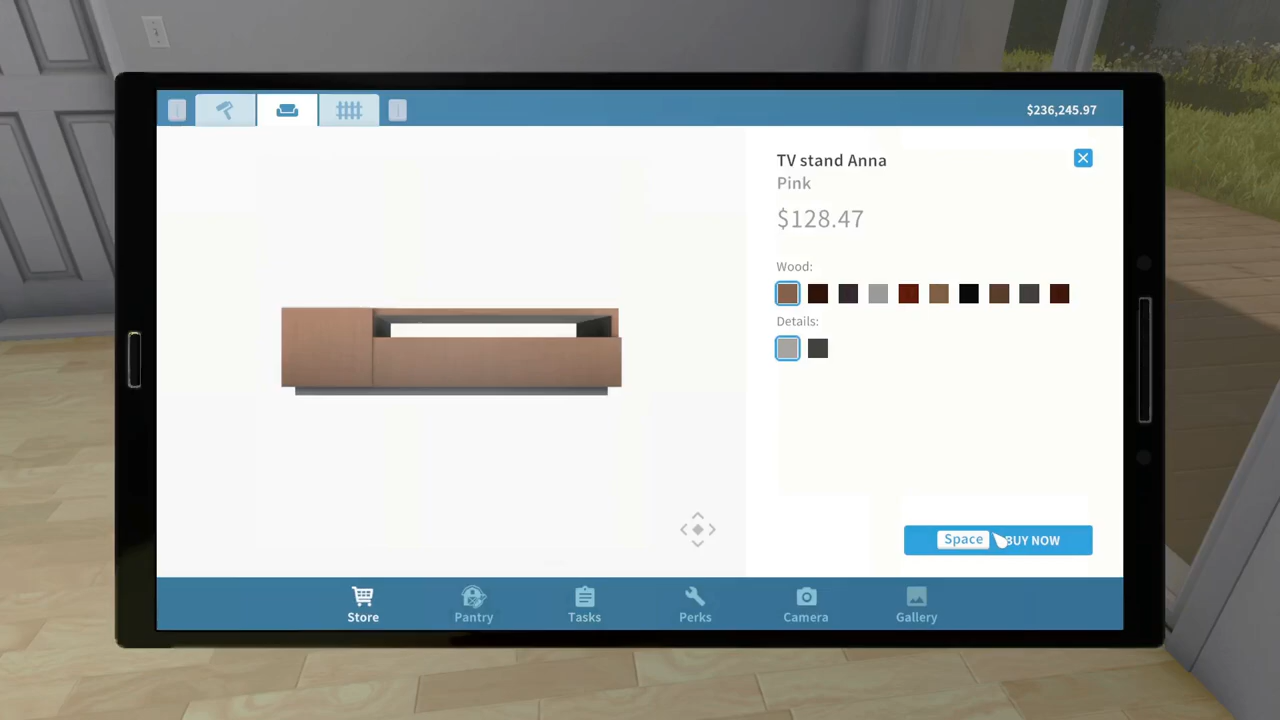 $236,245.97
TV stand Anna
Pink
$128.47
Wood:
Details:
Space BUY NOW
Store
Pantry
Tasks
Perks
Camera
Gallery